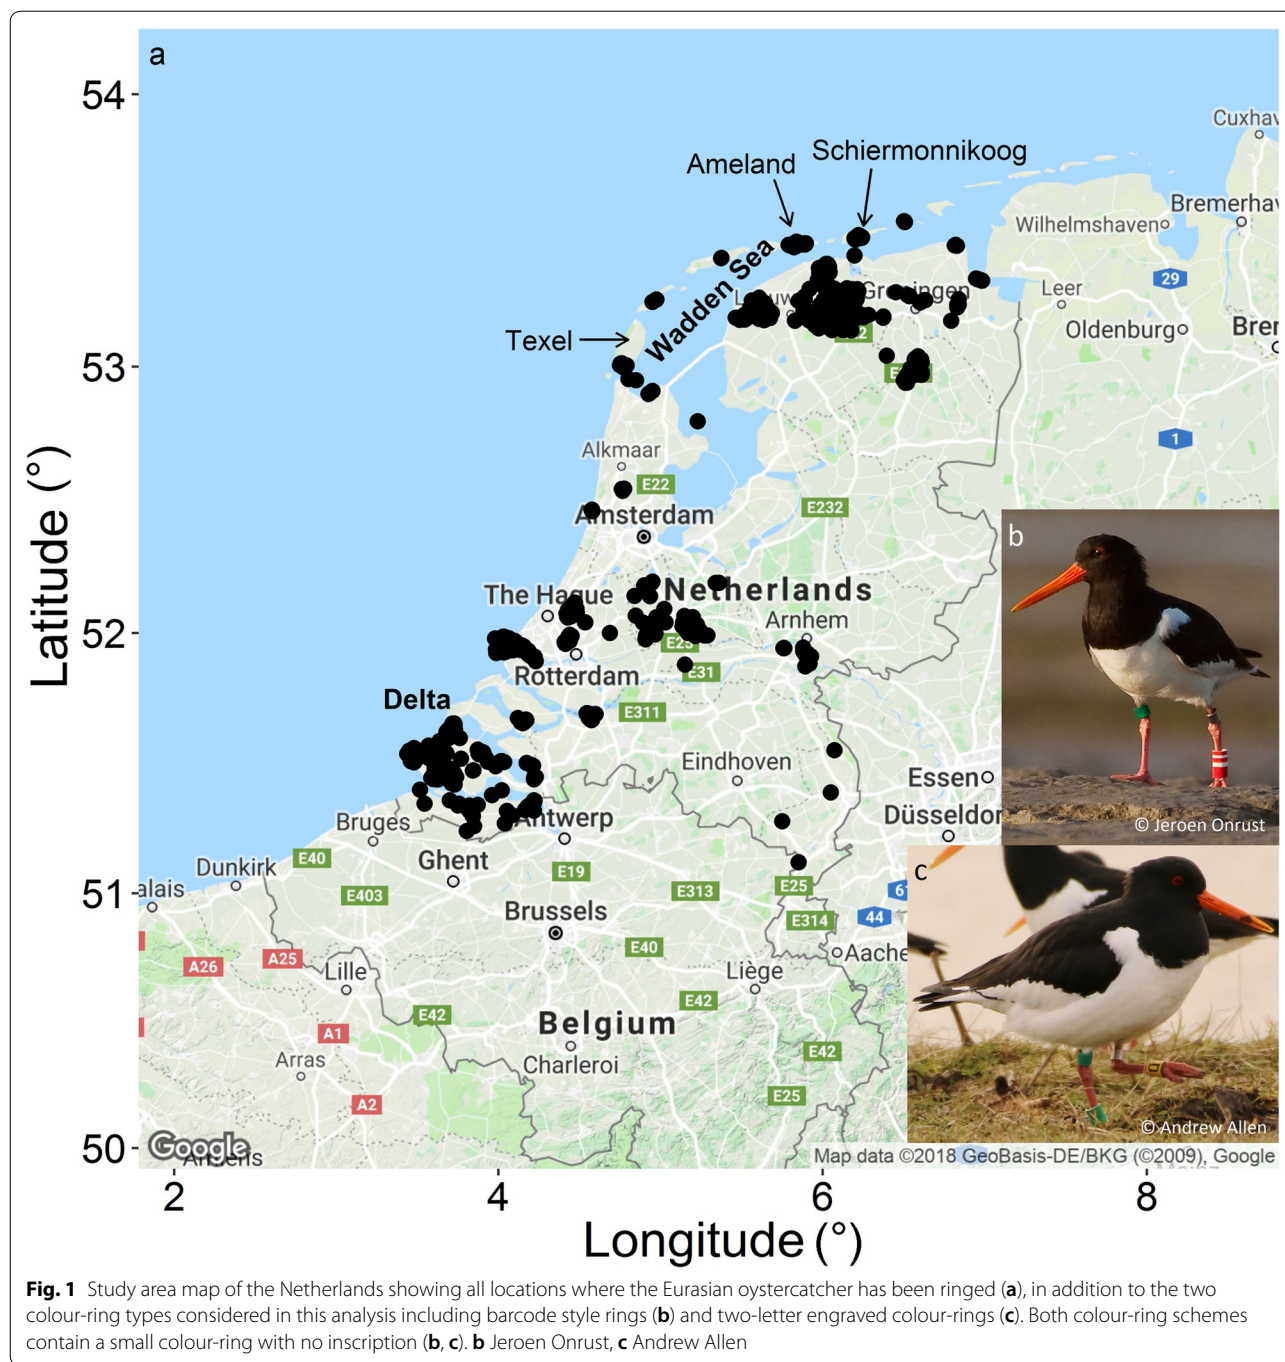 a
54
53
52
51
50
Latitude (°)
2
4
6
8
Longitude (°)
Cuxhav
Schiermonnikoog
Ameland
Bremerhav
Wilhelmshaven
Wadden Sea
29
Leer
Groningen
Oldenburg
Bren
Texel
1
Alkmaar
E22
E232
Amsterdam
Netherlands
The Hague
Arnhem
E25
E31
Rotterdam
Delta
E311
Eindhoven
Essen
Düsseldor
Bruges
Antwerp
E40
Ghent
E19
Dunkirk
alais
E403
E313
E25
61
Brussels
E314
44
E40
Aache
A25
A26
Lille
Liège
E42
E42
Belgium
A1
Charleroi
E42
Arras
E25
A2
Google
b
© Jeroen Onrust
c
© Andrew Allen
Map data ©2018 GeoBasis-DE/BKG (©2009), Google
Fig. 1 Study area map of the Netherlands showing all locations where the Eurasian oystercatcher has been ringed (a), in addition to the two
colour-ring types considered in this analysis including barcode style rings (b) and two-letter engraved colour-rings (c). Both colour-ring schemes
contain a small colour-ring with no inscription (b, c). b Jeroen Onrust, c Andrew Allen